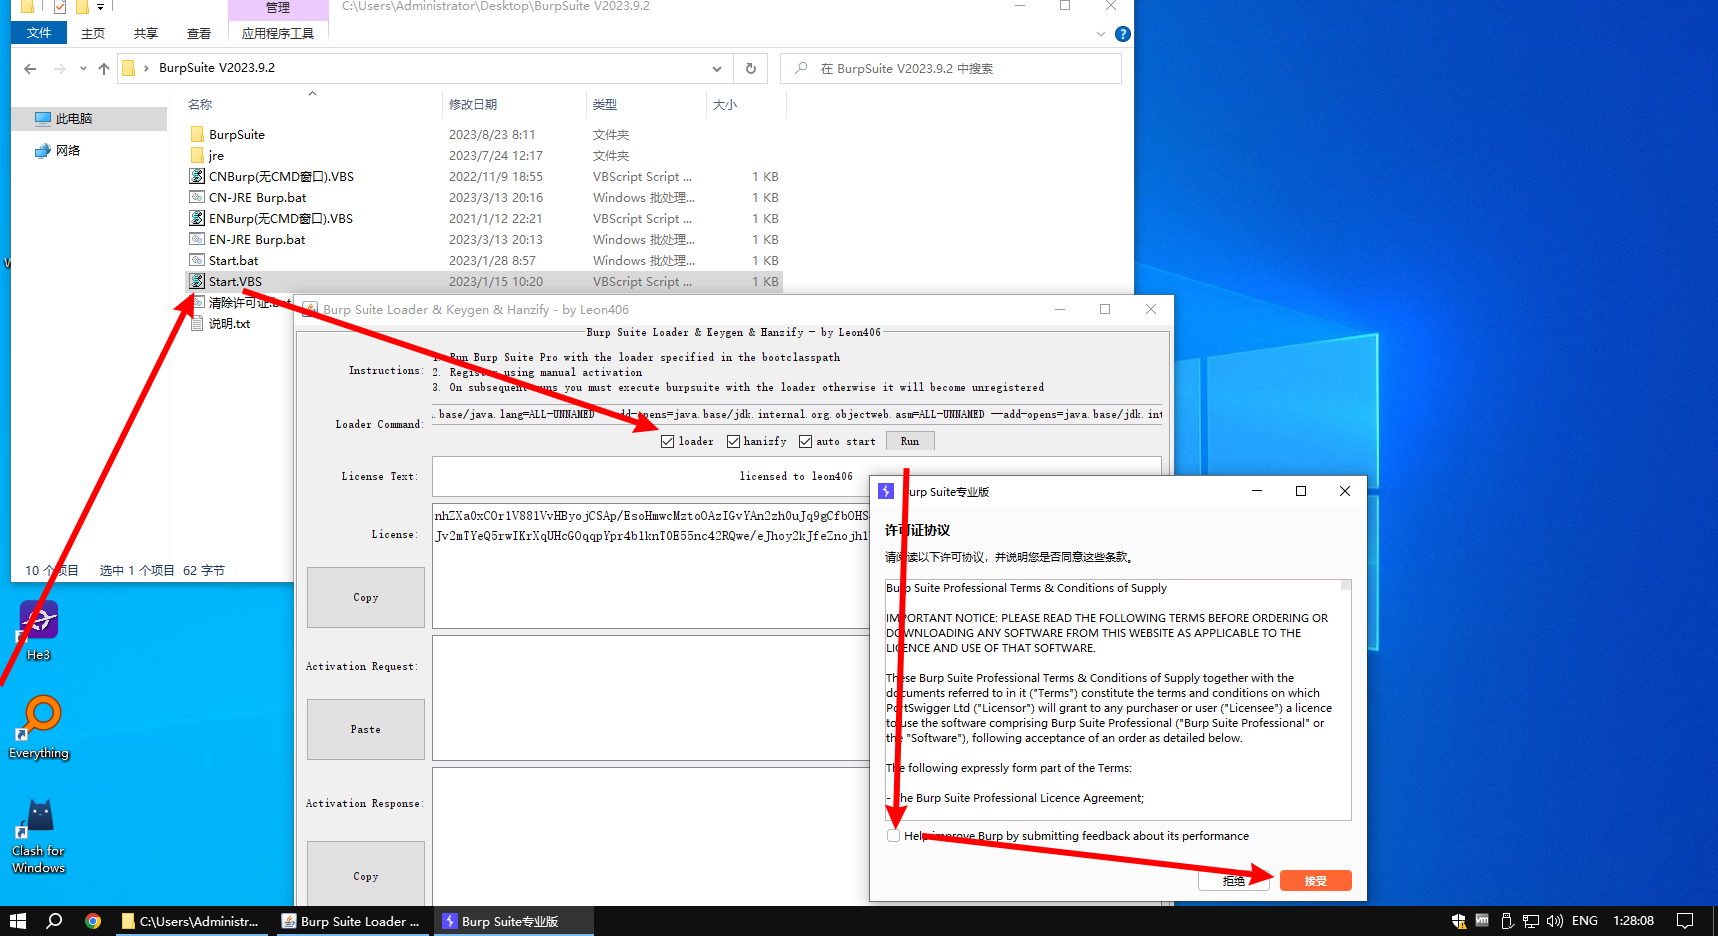 管理
C:\Users\Administrator\Desktop\BurpSuite V2023.9.2
文件 主页 共享 查看 应用程序工具
BurpSuite V2023.9.2
在 BurpSuite V2023.9.2 中搜索
名称 修改日期 类型 大小
此电脑
网络
BurpSuite 2023/8/23 8:11 文件夹
jre 2023/7/24 12:17 文件夹
CNBurp(无CMD窗口).VBS 2022/11/9 18:55 VBScript Script ... 1 KB
CN-JRE Burp.bat 2023/3/13 20:16 Windows 批处理... 1 KB
ENBurp(无CMD窗口).VBS 2021/1/12 22:21 VBScript Script ... 1 KB
EN-JRE Burp.bat 2023/3/13 20:13 Windows 批处理... 1 KB
Start.bat 2023/1/28 8:57 Windows 批处理... 1 KB
Start.VBS 2023/1/15 10:20 VBScript Script ... 1 KB
清除许可证.bat
说明.txt
10 个项目 选中 1 个项目 62 字节
Burp Suite Loader & Keygen & Hanzify - by Leon406
Burp Suite Loader & Keygen & Hanzify - by Leon406
Instructions:
1. Run Burp Suite Pro with the loader specified in the bootclasspath
2. Register using manual activation
3. On subsequent runs you must execute burpsuite with the loader otherwise it will become unregistered
Loader Command:
.base/java.lang=ALL-UNNAMED --add-opens=java.base/jdk.internal.org.objectweb.asm=ALL-UNNAMED --add-opens=java.base/jdk.int
loader hanizfy auto start Run
License Text: licensed to leon406
License:
Copy
Activation Request:
Paste
Activation Response:
Copy
Burp Suite专业版
许可证协议
请阅读以下许可协议，并说明您是否同意这些条款。
Burp Suite Professional Terms & Conditions of Supply
IMPORTANT NOTICE: PLEASE READ THE FOLLOWING TERMS BEFORE ORDERING OR
DOWNLOADING ANY SOFTWARE FROM THIS WEBSITE AS APPLICABLE TO THE
LICENCE AND USE OF THAT SOFTWARE.
These Burp Suite Professional Terms & Conditions of Supply together with the
documents referred to in it ("Terms") constitute the terms and conditions on which
PortSwigger Ltd ("Licensor") will grant to any purchaser or user ("Licensee") a licence
to use the software comprising Burp Suite Professional ("Burp Suite Professional" or
the "Software"), following acceptance of an order as detailed below.
The following expressly form part of the Terms:
- The Burp Suite Professional Licence Agreement;
Help improve Burp by submitting feedback about its performance
拒绝 接受
He3
Everything
Clash for
Windows
C:\Users\Administr... Burp Suite Loader ... Burp Suite专业版
vm
ENG 1:28:08